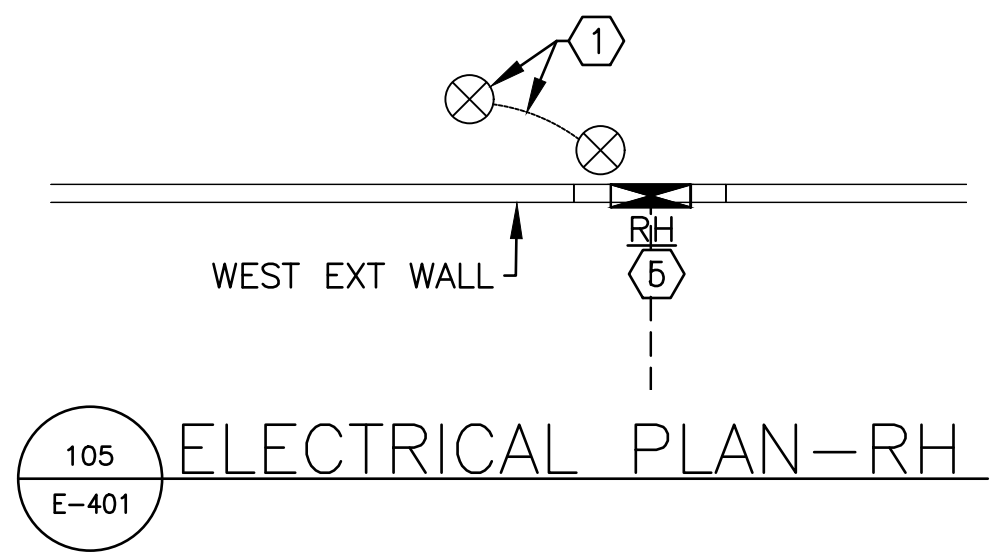 1
RH
5
WEST EXT WALL
105
E-401
ELECTRICAL PLAN-RH